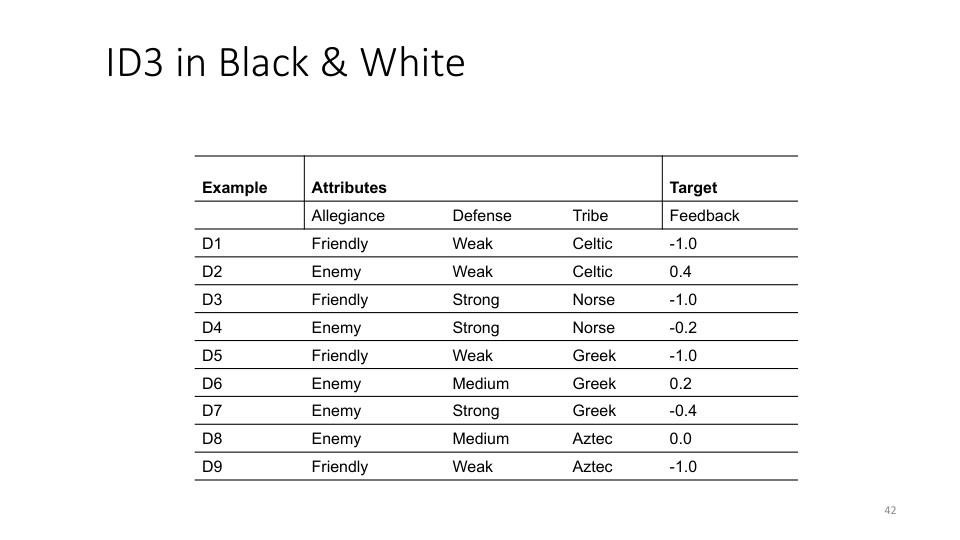 ID3 in Black & White
Example Attributes Target
Allegiance Defense Tribe Feedback
D1 Friendly Weak Celtic -1.0
D2 Enemy Weak Celtic 0.4
D3 Friendly Strong Norse -1.0
D4 Enemy Strong Norse -0.2
D5 Friendly Weak Greek -1.0
D6 Enemy Medium Greek 0.2
D7 Enemy Strong Greek -0.4
D8 Enemy Medium Aztec 0.0
D9 Friendly Weak Aztec -1.0
42